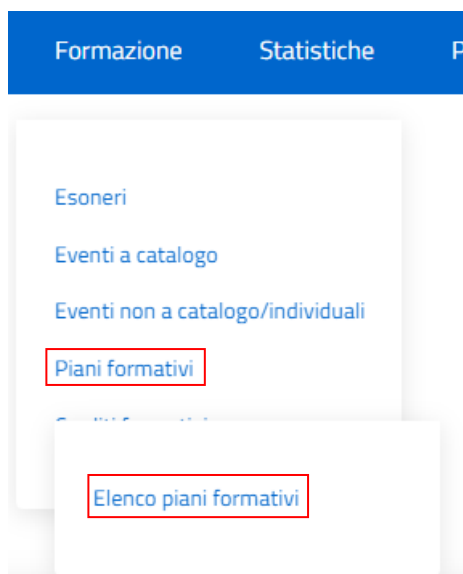 Formazione Statistiche P
Esoneri
Eventi a catalogo
Eventi non a catalogo/individuali
Piani formativi
Elenco piani formativi